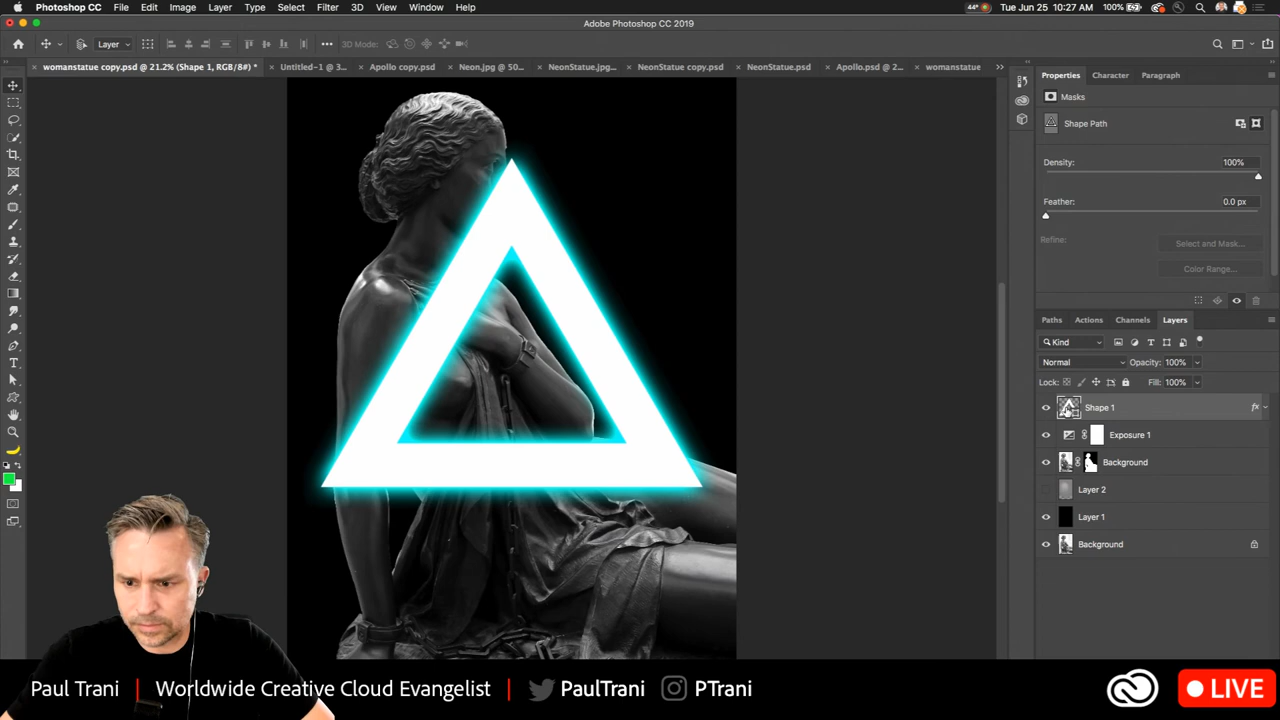 Photoshop CC File Edit Image Layer Type Select Filter 3D View Window Help 44° 100% Tue Jun 25 10:27 AM
Adobe Photoshop CC 2019
Layer 3D Mode:
womanstatue copy.psd @ 21.2% (Shape 1, RGB/8#) * Untitled-1 @ 3... Apollo copy.psd Neon.jpg @ 50... NeonStatue.jpg... NeonStatue copy.psd NeonStatue.psd Apollo.psd @ 2... womanstatue
Properties Character Paragraph
Masks
Shape Path
Density: 100%
Feather: 0.0 px
Refine: Select and Mask...
Color Range...
Paths Actions Channels Layers
Kind
Normal Opacity: 100%
Lock: Fill: 100%
Shape 1 fx
Exposure 1
Background
Layer 2
Layer 1
Background
Paul Trani | Worldwide Creative Cloud Evangelist | PaulTrani PTrani LIVE